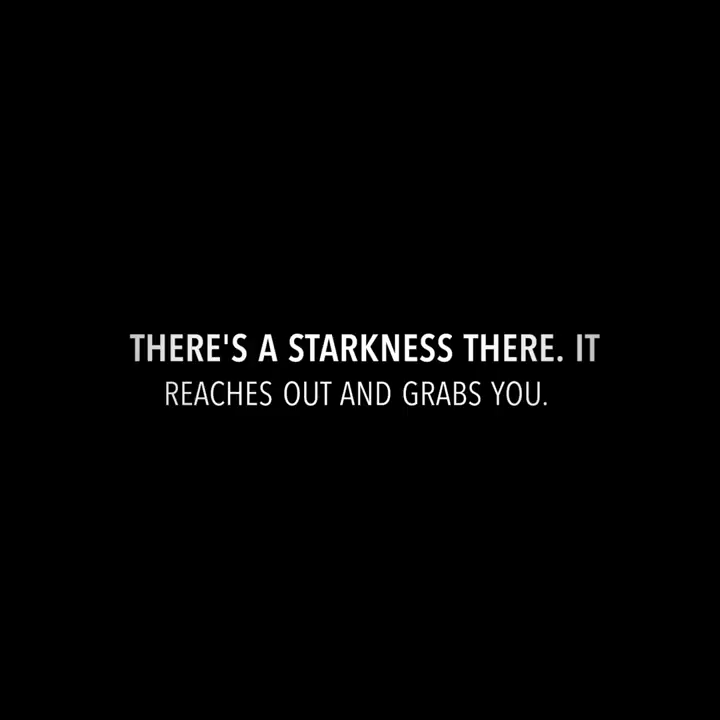 THERE'S A STARKNESS THERE. IT
REACHES OUT AND GRABS YOU.